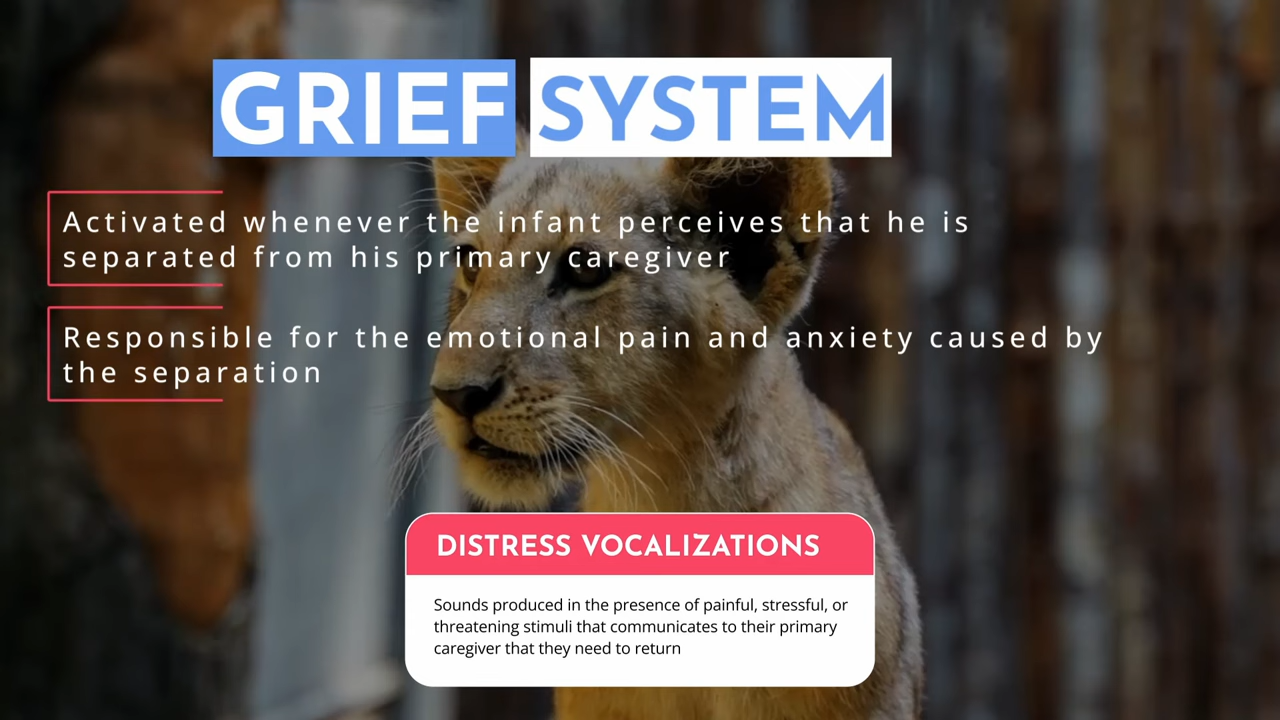 GRIEF SYSTEM
Activated whenever the infant perceives that he is
separated from his primary caregiver
Responsible for the emotional pain and anxiety caused by
the separation
DISTRESS VOCALIZATIONS
Sounds produced in the presence of painful, stressful, or
threatening stimuli that communicates to their primary
caregiver that they need to return